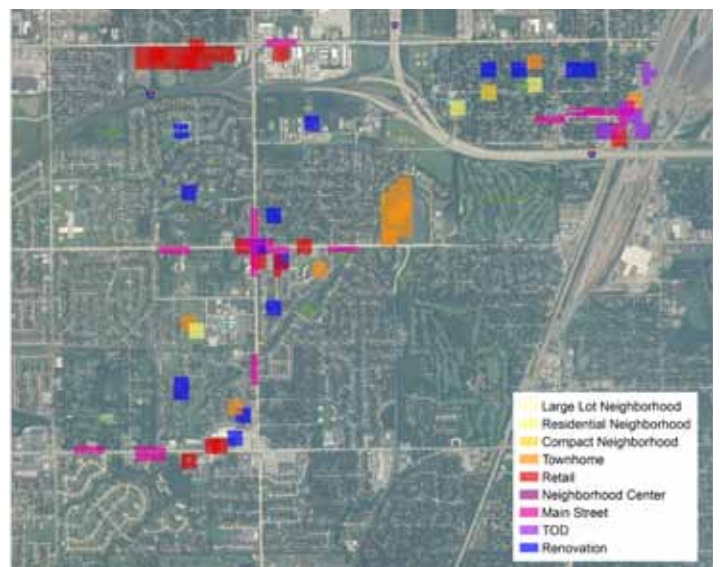 Large Lot Neighborhood
Residential Neighborhood
Compact Neighborhood
Townhome
Retail
Neighborhood Center
Main Street
TOD
Renovation